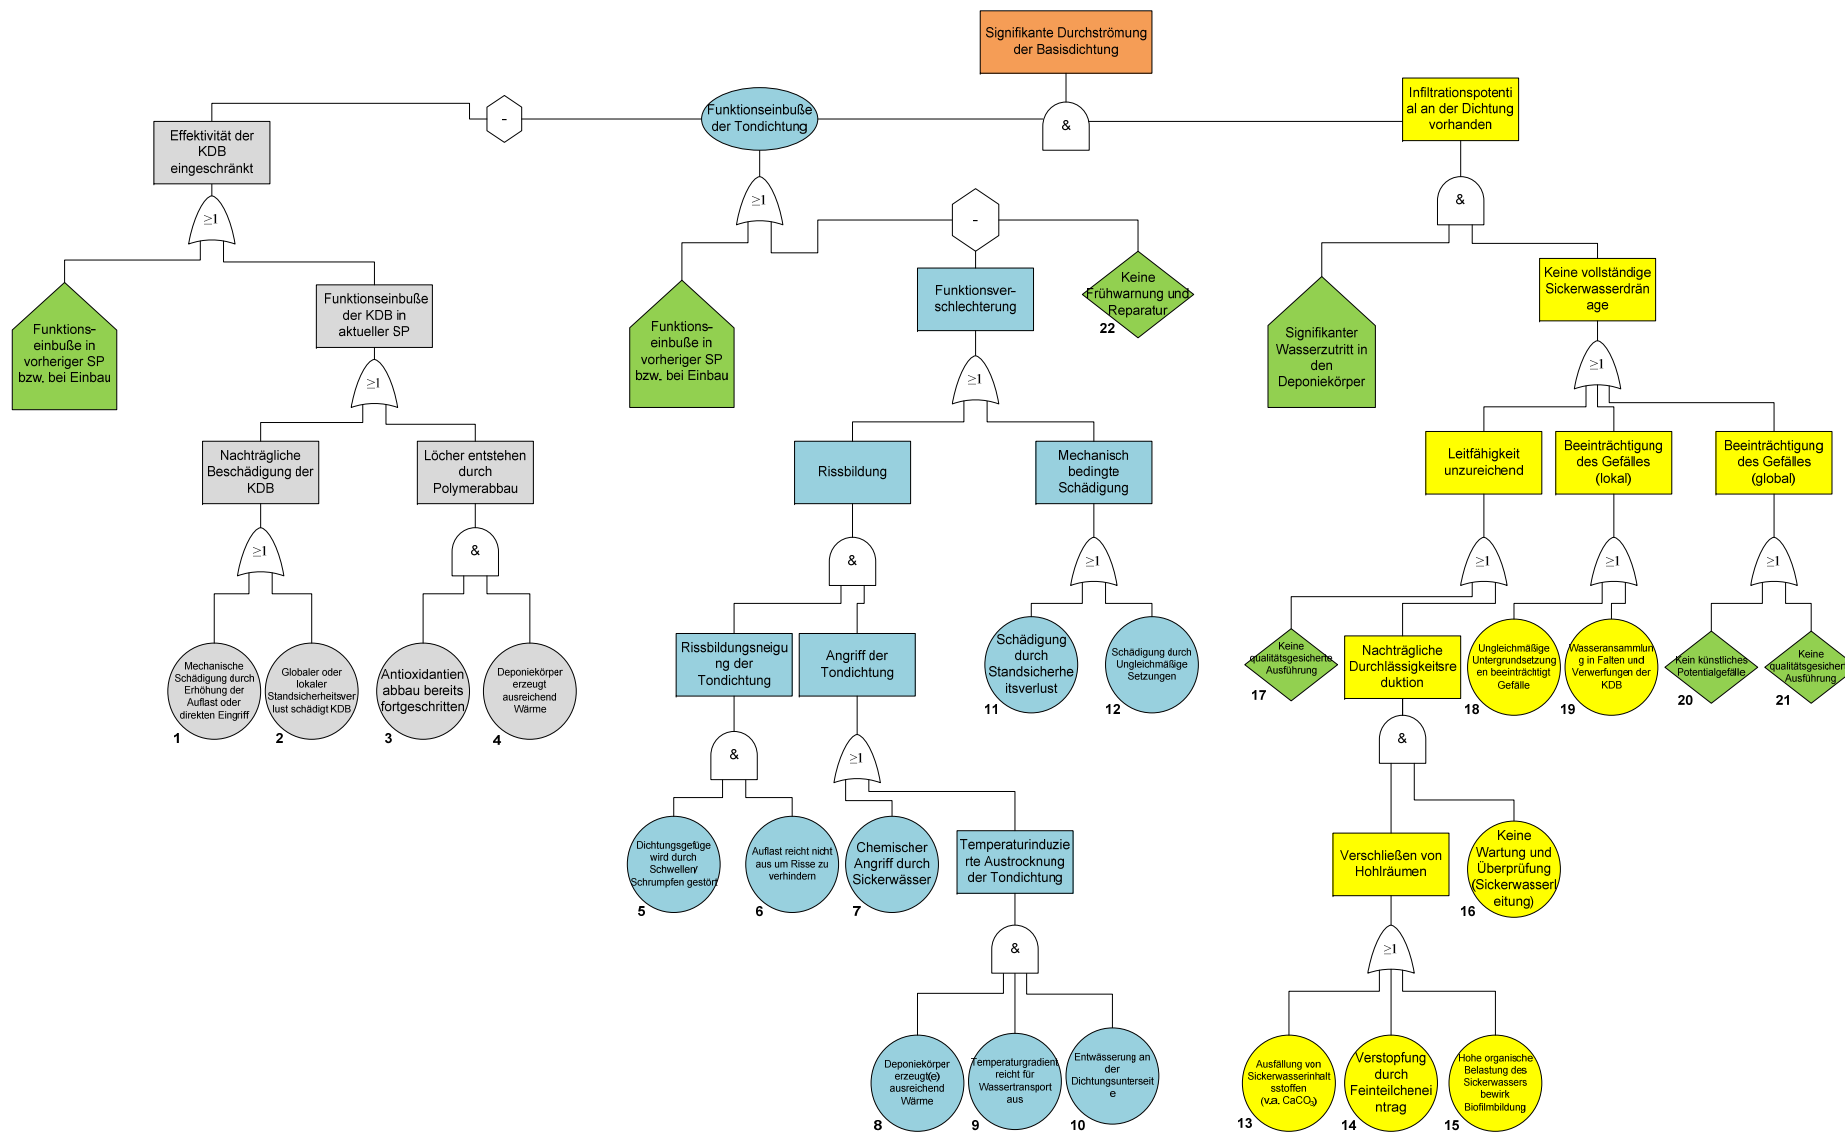 Signifikante Durchströmung
der Basisdichtung
&
Effektivität der
KDB
eingeschränkt
-
Funktionseinbuße
der Tondichtung
Infiltrationspotenti
al an der Dichtung
vorhanden
≥1
≥1
-
&
Funktions-
einbuße in
vorheriger SP
bzw. bei Einbau
Funktionseinbuße
der KDB in
aktueller SP
Funktions-
einbuße in
vorheriger SP
bzw. bei Einbau
Funktionsver-
schlechterung
Keine
Frühwarnung und
Reparatur
22
Signifikanter
Wasserzutritt in
den
Deponiekörper
Keine vollständige
Sickerwasserdrän
age
≥1
≥1
≥1
Nachträgliche
Beschädigung der
KDB
Löcher entstehen
durch
Polymerabbau
Rissbildung
Mechanisch
bedingte
Schädigung
Leitfähigkeit
unzureichend
Beeinträchtigung
des Gefälles
(lokal)
Beeinträchtigung
des Gefälles
(global)
≥1
&
&
≥1
≥1
≥1
≥1
Mechanische
Schädigung durch
Erhöhung der
Auflast oder
direkten Eingriff
1
Globaler oder
lokaler
Standsicherheitsver
lust schädigt KDB
2
Antioxidantien
abbau bereits
fortgeschritten
3
Deponiekörper
erzeugt
ausreichende
Wärme
4
Rissbildungsneigu
ng der
Tondichtung
Angriff der
Tondichtung
Schädigung
durch
Standsicherhe
itsverlust
11
Schädigung durch
Ungleichmäßige
Setzungen
12
Keine
qualitätsgesicherte
Ausführung
17
Nachträgliche
Durchlässigkeitsre
duktion
Ungleichmäßige
Untergrundsetzung
en beeinträchtigt
Gefälle
18
Wasseransammlun
g in Falten und
Verwerfungen der
KDB
19
Kein künstliches
Potentialgefälle
20
Keine
qualitätsgesicherte
Ausführung
21
&
≥1
&
Dichtungsgefüge
wird durch
Schwellen/
Schrumpfen gestört
5
Auflast reicht nicht
aus um Risse zu
verhindern
6
Chemischer
Angriff durch
Sickerwässer
7
Temperaturinduzie
rte Austrocknung
der Tondichtung
Verschließen von
Hohlräumen
Keine
Wartung und
Überprüfung
(Sickerwasserl
eitung)
16
&
≥1
Deponiekörper
erzeugt(e)
ausreichend
Wärme
8
Temperaturgradient
reicht für
Wassertransport
aus
9
Entwässerung an
der
Dichtungsunterseit
e
10
Ausfällung von
Sickerwasserinhalt
sstoffen
(v.a. CaCO₃)
13
Verstopfung
durch
Feinteilchenei
ntrag
14
Hohe organische
Belastung des
Sickerwassers
bewirk
Biofilmbildung
15